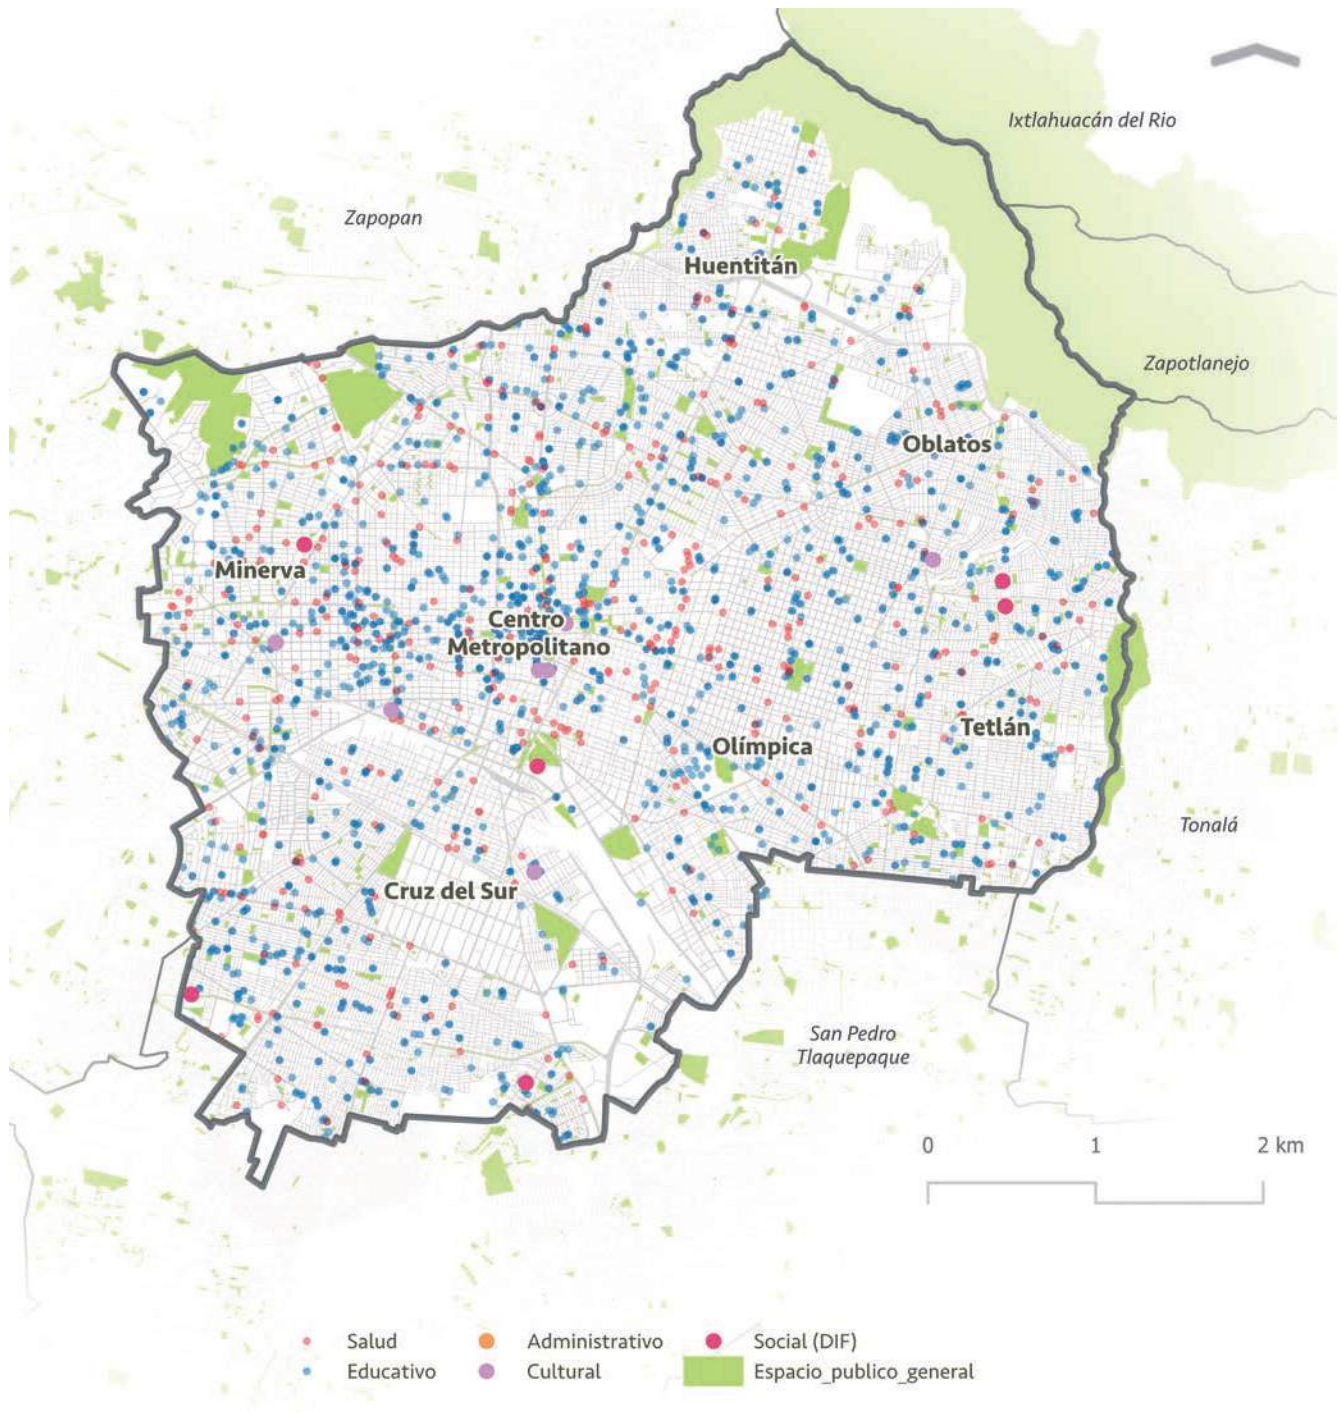 Ixtlahuacán del Rio
Zapopan
Huentitán
Zapotlanejo
Oblatos
Minerva
Centro
Metropolitano
Tetlán
Olímpica
Tonalá
Cruz del Sur
San Pedro
Tlaquepaque
0 1 2 km
Salud Administrativo Social (DIF)
Educativo Cultural Espacio_publico_general